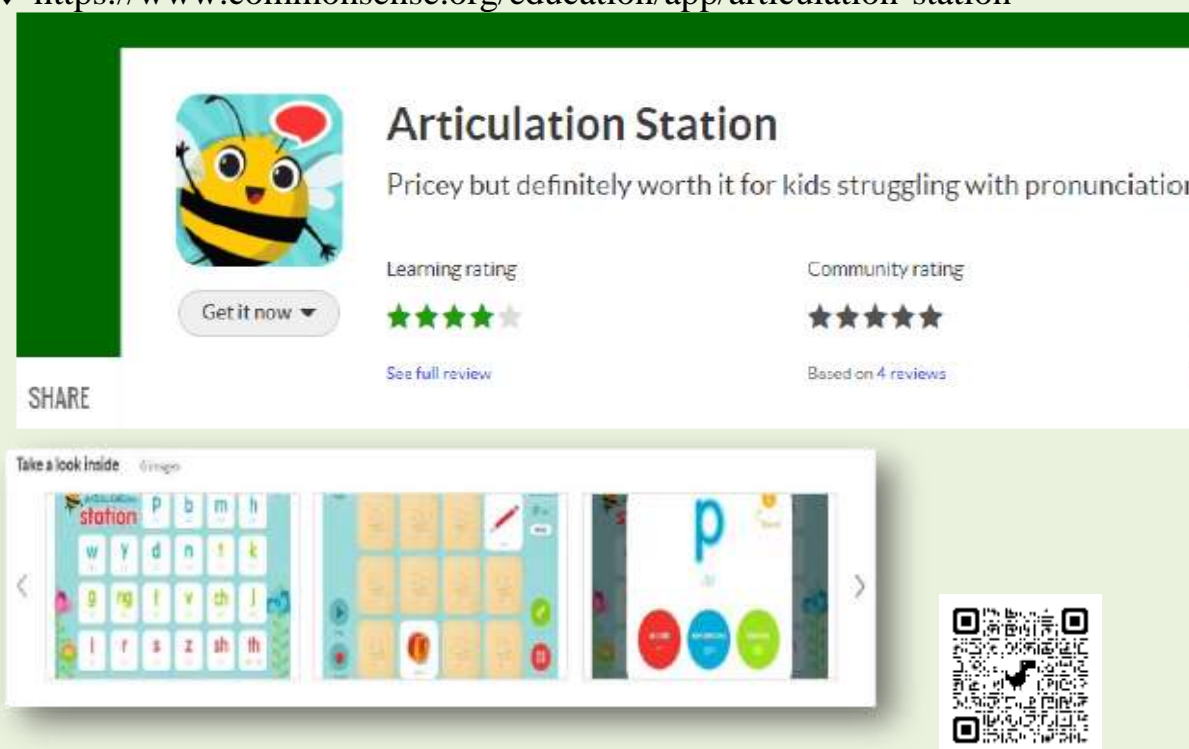 https://www.commonsense.org/education/app/articulation-station
Articulation Station
Pricey but definitely worth it for kids struggling with pronunciation
Learning rating
Community rating
Get it now
See full review
Based on 4 reviews
SHARE
Take a look inside
station p b m h
w y d n t k
g ng f v ch j
l r s z sh th
p